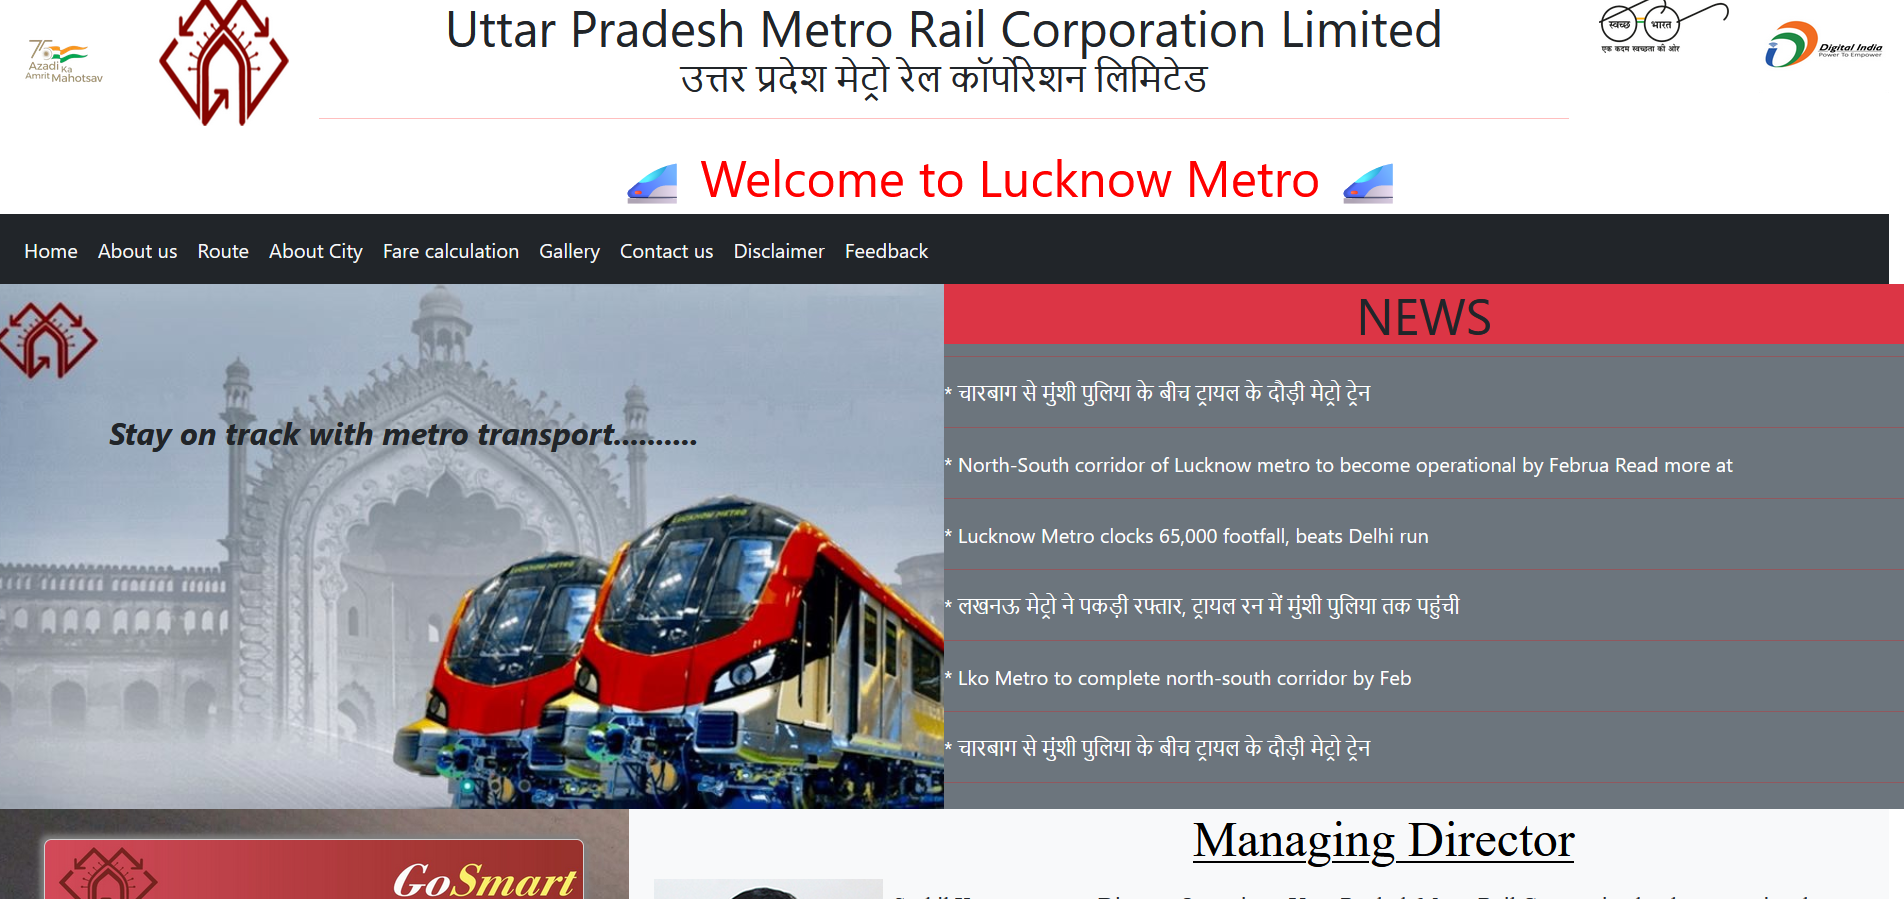 75
Azadi Ka
Amrit Mahotsav
Uttar Pradesh Metro Rail Corporation Limited
उत्तर प्रदेश मेट्रो रेल कॉर्पोरेशन लिमिटेड
स्वच्छ भारत
एक कदम स्वच्छता की ओर
Digital India
Power To Empower
Welcome to Lucknow Metro
Home About us Route About City Fare calculation Gallery Contact us Disclaimer Feedback
Stay on track with metro transport..........
LUCKNOW METRO
LUCKNOW METRO
NEWS
* चारबाग से मुंशी पुलिया के बीच ट्रायल के दौड़ी मेट्रो ट्रेन
* North-South corridor of Lucknow metro to become operational by Februa Read more at
* Lucknow Metro clocks 65,000 footfall, beats Delhi run
* लखनऊ मेट्रो ने पकड़ी रफ्तार, ट्रायल रन में मुंशी पुलिया तक पहुंची
* Lko Metro to complete north-south corridor by Feb
* चारबाग से मुंशी पुलिया के बीच ट्रायल के दौड़ी मेट्रो ट्रेन
GoSmart
Managing Director